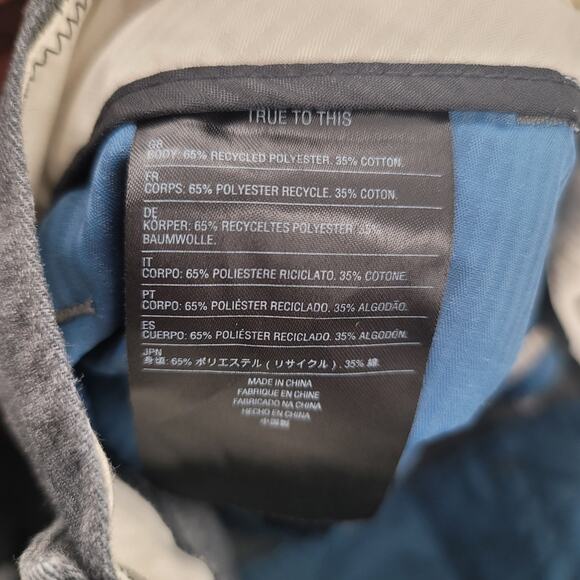 TRUE TO THIS
GB
BODY: 65% RECYCLED POLYESTER. 35% COTTON.
FR
CORPS: 65% POLYESTER RECYCLE. 35% COTON.
DE
KÖRPER: 65% RECYCELTES POLYESTER. 35%
BAUMWOLLE.
IT
CORPO: 65% POLIESTERE RICICLATO. 35% COTONE.
PT
CORPO: 65% POLIÉSTER RECICLADO. 35% ALGODÃO.
ES
CUERPO: 65% POLIÉSTER RECICLADO. 35% ALGODÓN.
JPN
身頃: 65% ポリエステル ( リサイクル ) . 35% 綿
MADE IN CHINA
FABRIQUE EN CHINE
FABRICADO NA CHINA
HECHO EN CHINA
中国製